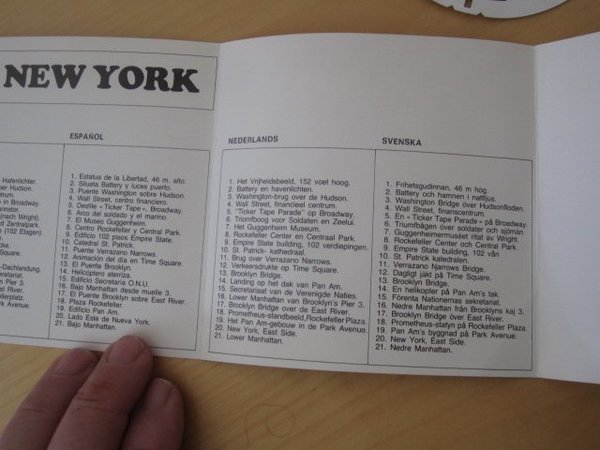 NEW YORK
Hafenlichter.
Hudson.
Broadway.
Wright).
Zentralpark.
(102 Etagen).
-Dachlandung.
Pier 3.
River.
Avenue.
ESPAÑOL
1. Estatus de la Libertad, 46 m. alto.
2. Situeta Battery y luces puerto.
3. Puente Washington sobre Hudson.
4. Wall Street, centro financiero.
5. Desfile «Ticker Tape», Broadway.
6. Arco del soldado y el marino.
7. El Museo Guggenheim.
8. Centro Rockefeller y Central Park.
9. Edificio 102 pisos Empire State.
10. Catedral St. Patrick.
11. Puente Verrazano Narrows.
12. Animación del día en Time Square.
13. El Puente Brooklyn.
14. Helicóptero aterriza.
15. Edificio Secretaria O.N.U.
16. Bajo Manhattan desde muelle 3.
17. El Puente Brooklyn sobre East River.
18. Plaza Rockefeller.
19. Edificio Pan Am.
20. Lado Este de Nueva York.
21. Bajo Manhattan.
NEDERLANDS
1. Het Vrijheidsbeeld, 152 voet hoog.
2. Battery en havenlichten.
3. Washington-brug over de Hudson.
4. Wall Street, financieel centrum.
5. "Ticker Tape Parade" op Broadway.
6. Triomfboog voor Soldaten en Zeelui.
7. Het Guggenheim Museum.
8. Rockefeller Center en Centraal Park.
9. Empire State building, 102 verdiepingen.
10. St. Patrick- kathedraal.
11. Brug over Verrazano Narrows.
12. Verkeersdrukte op Time Square.
13. Brooklyn Bridge.
14. Landing op het dak van Pan Am.
15. Secretariaat van de Verenigde Naties.
16. Lower Manhattan van Brooklyn's Pier 3.
17. Brooklyn Bridge over de East River.
18. Prometheus-standbeeld, Rockefeller Plaza.
19. Het Pan Am-gebouw in de Park Avenue.
20. New York, East Side.
21. Lower Manhattan.
SVENSKA
1. Frihetsgudinnan, 46 m hög.
2. Battery och hamnen i nattljus.
3. Washington Bridge över Hudsonfloden.
4. Wall Street, finanscentrum.
5. En «Ticker Tape Parade» på Broadway.
6. Triumfbågen över soldater och sjömän
7. Guggenheimmuseet ritat av Wright.
8. Rockefeller Center och Central Park.
9. Empire State Building, 102 vån
10. St. Patricks katedralen.
11. Verrazano Narrows Bridge.
12. Dagligt jäkt på Time Square.
13. Brooklyn Bridge.
14. En helikopter på Pan Am's tak.
15. Förenta Nationernas sekretariat.
16. Nedre Manhattan från Brooklyns kaj 3.
17. Brooklyn Bridge över East River.
18. Prometheus-statyn på Rockefeller Plaza.
19. Pan Am's byggnad på Park Avenue.
20. New York, East Side.
21. Nedre Manhattan.